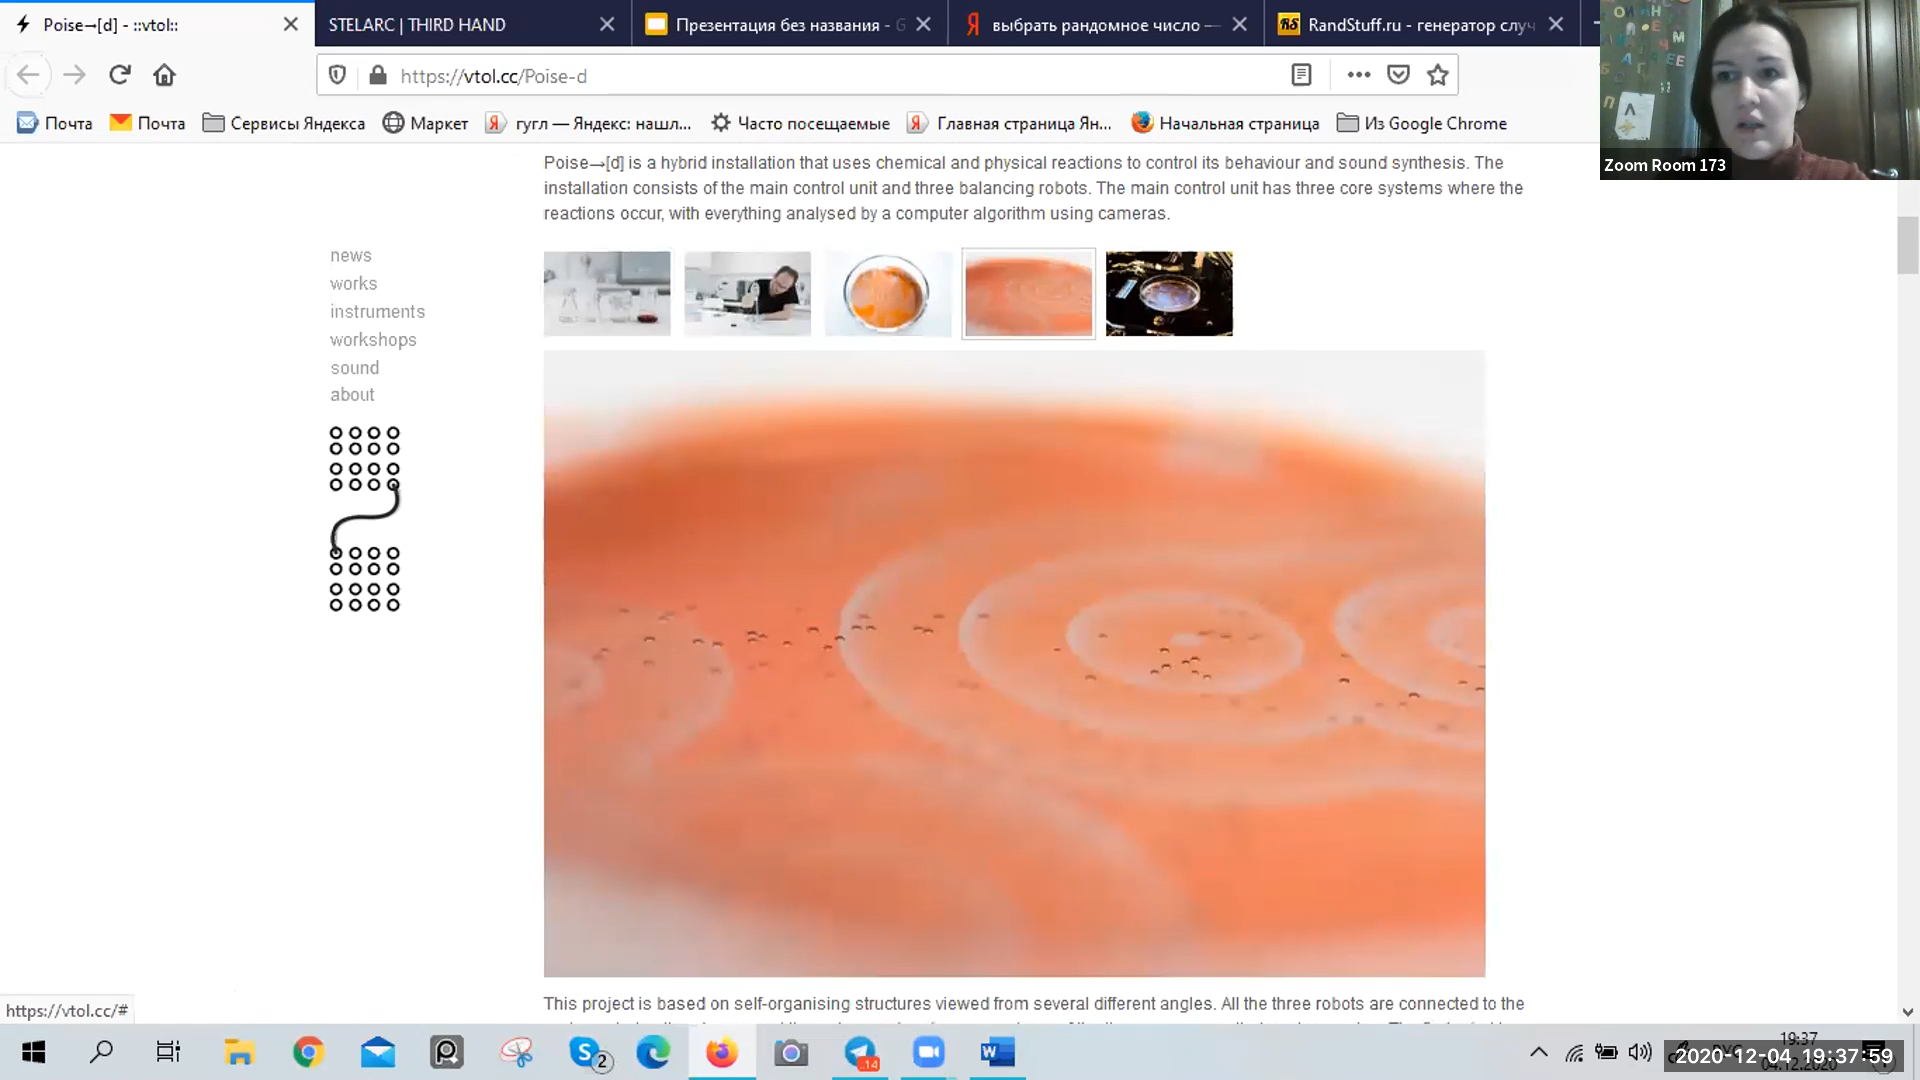 Poise→[d] - ::vtol::
STELARC | THIRD HAND
Презентация без названия - G
выбрать рандомное число —
RS RandStuff.ru - генератор случ
https://vtol.cc/Poise-d
Почта
Почта
Сервисы Яндекса
Маркет
гугл — Яндекс: нашл...
Часто посещаемые
Главная страница Ян...
Начальная страница
Из Google Chrome
Zoom Room 173
Poise→[d] is a hybrid installation that uses chemical and physical reactions to control its behaviour and sound synthesis. The
installation consists of the main control unit and three balancing robots. The main control unit has three core systems where the
reactions occur, with everything analysed by a computer algorithm using cameras.
news
works
instruments
workshops
sound
about
This project is based on self-organising structures viewed from several different angles. All the three robots are connected to the
https://vtol.cc/#
2
14
19:37
2020-12-04 19:37:59